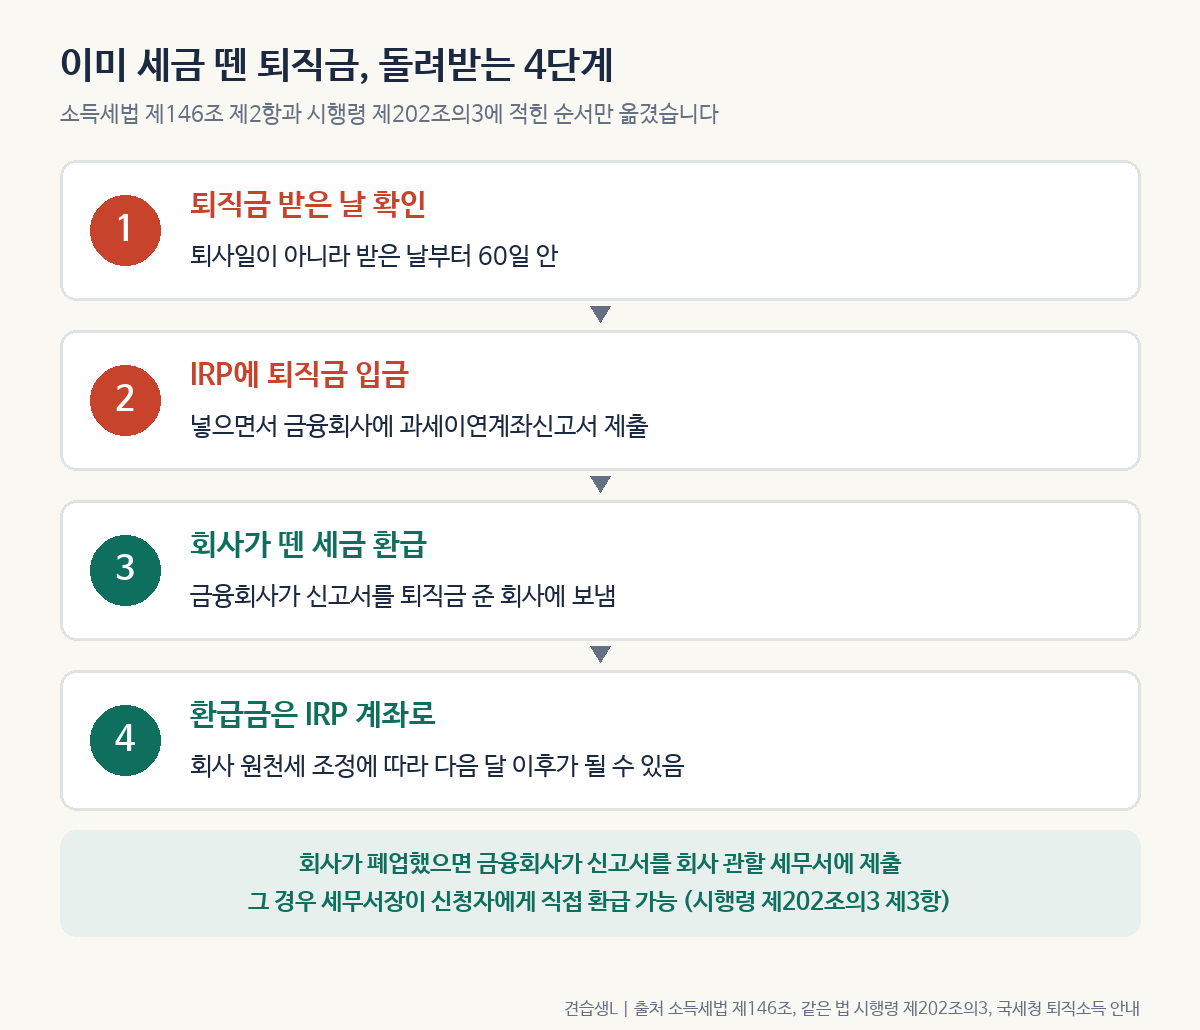 이미 세금 뗀 퇴직금, 돌려받는 4단계
소득세법 제146조 제2항과 시행령 제202조의3에 적힌 순서만 옮겼습니다
1
퇴직금 받은 날 확인
퇴사일이 아니라 받은 날부터 60일 안
2
IRP에 퇴직금 입금
넣으면서 금융회사에 과세이연계좌신고서 제출
3
회사가 뗀 세금 환급
금융회사가 신고서를 퇴직금 준 회사에 보냄
4
환급금은 IRP 계좌로
회사 원천세 조정에 따라 다음 달 이후가 될 수 있음
회사가 폐업했으면 금융회사가 신고서를 회사 관할 세무서에 제출
그 경우 세무서장이 신청자에게 직접 환급 가능 (시행령 제202조의3 제3항)
견습생L | 출처 소득세법 제146조, 같은 법 시행령 제202조의3, 국세청 퇴직소득 안내